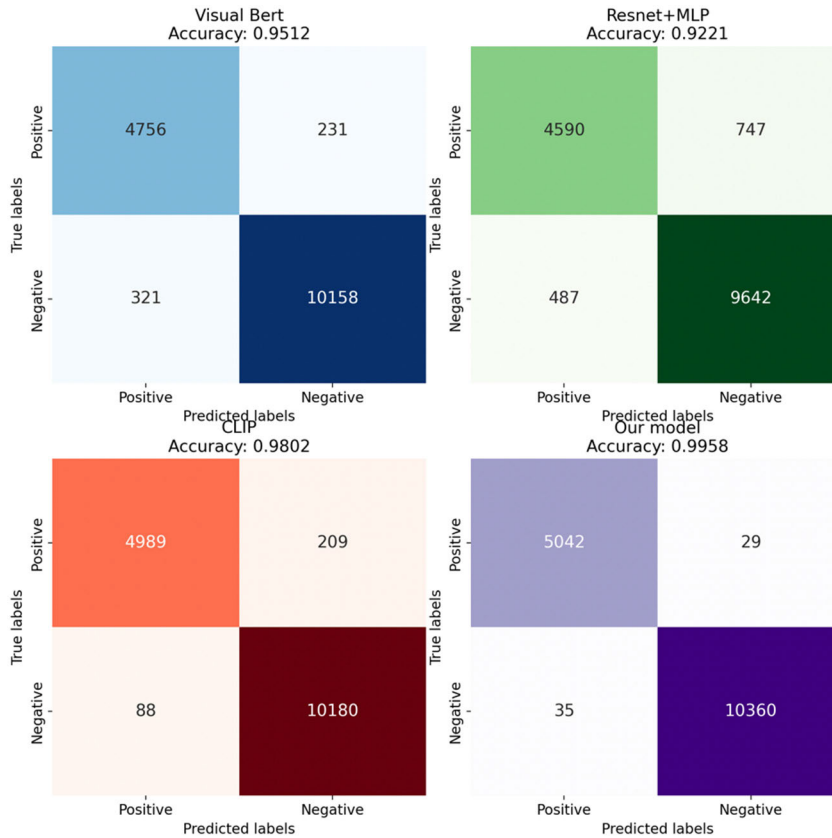 Visual Bert
Accuracy: 0.9512
True labels
Positive
Negative
4756
231
321
10158
Positive
Negative
Predicted labels
Resnet+MLP
Accuracy: 0.9221
True labels
Positive
Negative
4590
747
487
9642
Positive
Negative
Predicted labels
CLIP
Accuracy: 0.9802
True labels
Positive
Negative
4989
209
88
10180
Positive
Negative
Predicted labels
Our model
Accuracy: 0.9958
True labels
Positive
Negative
5042
29
35
10360
Positive
Negative
Predicted labels